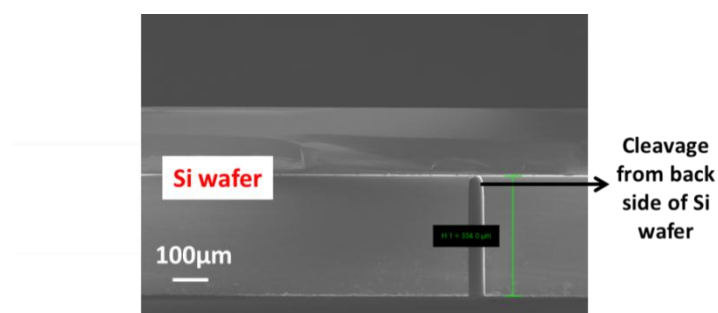 Si wafer
100μm
Cleavage
from back
side of Si
wafer